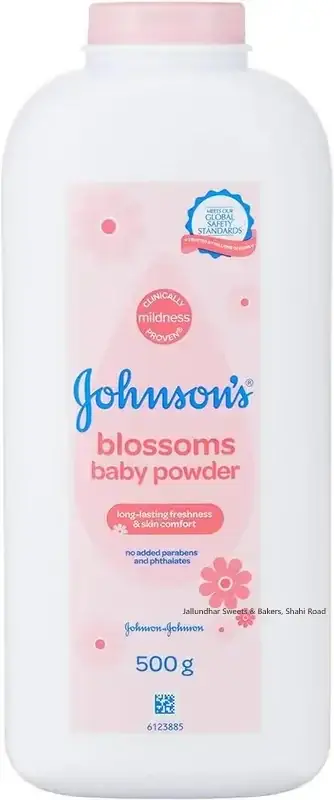 MEETS OUR
GLOBAL
SAFETY
STANDARDS
CLINICALLY
mildness
PROVEN®
Johnson's®
blossoms
baby powder
long-lasting freshness
& skin comfort
no added parabens
and phthalates
Jallundhar Sweets & Bakers, Shahi Road
Johnson & Johnson
500 g
6123885